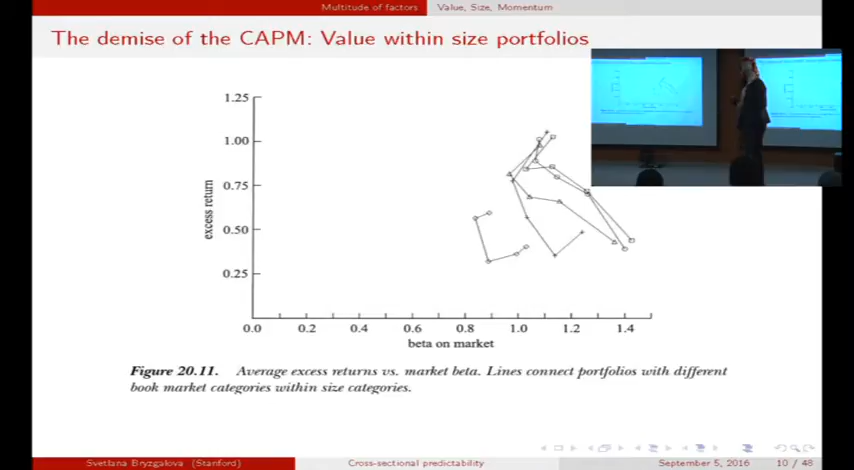 Multitude of factors Value, Size, Momentum
The demise of the CAPM: Value within size portfolios
1.25
1.00
0.75
0.50
0.25
excess return
0.0 0.2 0.4 0.6 0.8 1.0 1.2 1.4
beta on market
Figure 20.11. Average excess returns vs. market beta. Lines connect portfolios with different
book market categories within size categories.
Svetlana Bryzgalova (Stanford) Cross-sectional predictability September 5, 2016 10 / 48